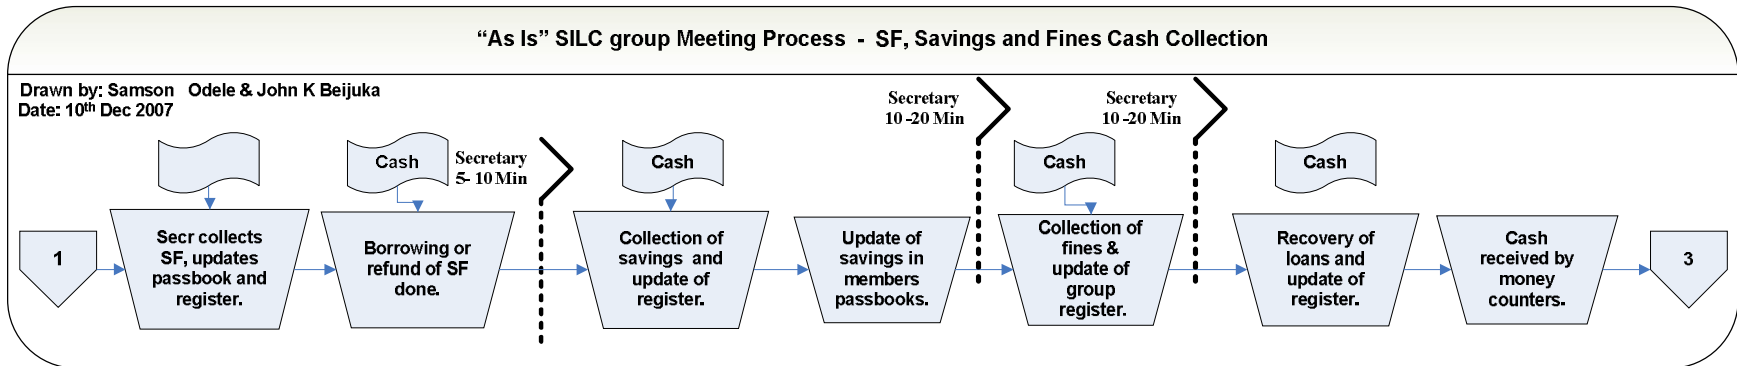 “As Is” SILC group Meeting Process - SF, Savings and Fines Cash Collection
Drawn by: Samson Odele & John K Beijuka
Date: 10th Dec 2007
Cash
Secretary
5- 10 Min
Cash
Secretary
10 -20 Min
Cash
Secretary
10 -20 Min
Cash
1
Secr collects
SF, updates
passbook and
register.
Borrowing or
refund of SF
done.
Collection of
savings and
update of
register.
Update of
savings in
members
passbooks.
Collection of
fines &
update of
group
register.
Recovery of
loans and
update of
register.
Cash
received by
money
counters.
3